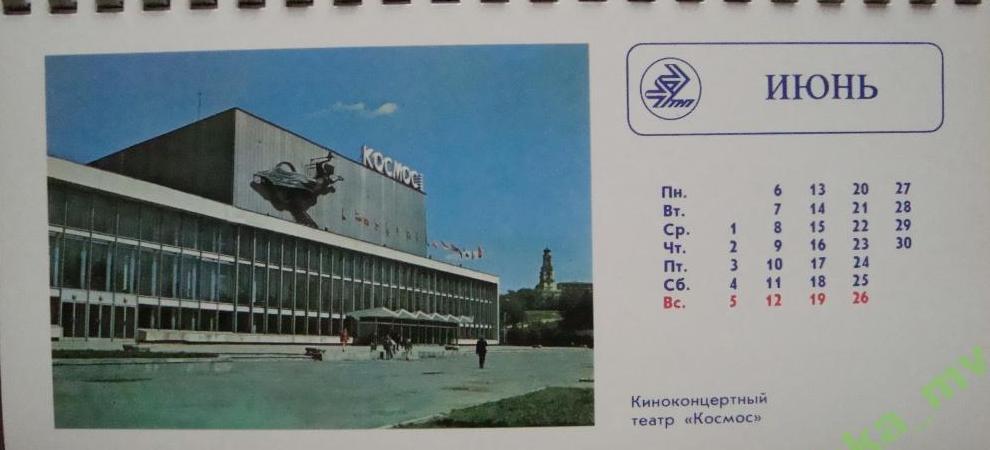 КОСМОС
ТПП
ИЮНЬ
Пн. 6 13 20 27
Вт. 7 14 21 28
Ср. 1 8 15 22 29
Чт. 2 9 16 23 30
Пт. 3 10 17 24
Сб. 4 11 18 25
Вс. 5 12 19 26
Киноконцертный
театр «Космос»
ka_mv